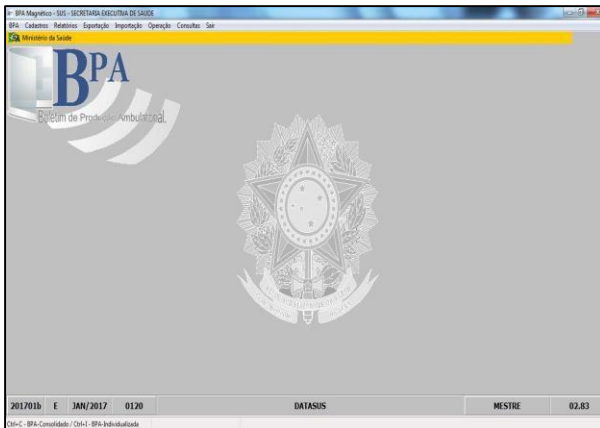 BPA Magnético - SUS - SECRETARIA EXECUTIVA DE SAÚDE
BPA Cadastros Relatórios Exportação Importação Operação Consultas Sair
Ministério da Saúde
BPA
Boletim de Produção Ambulatorial
201701b E JAN/2017 0120 DATASUS MESTRE 02.83
Ctrl+C - BPA-Consolidado / Ctrl+I - BPA-Individualizada